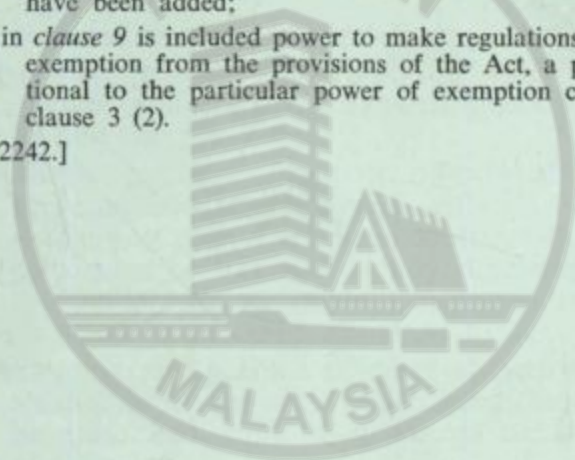 have been added;
in clause 9 is included power to make regulations
exemption from the provisions of the Act, a
tional to the particular power of exemption
clause 3 (2).
2242.]
MALAYSIA